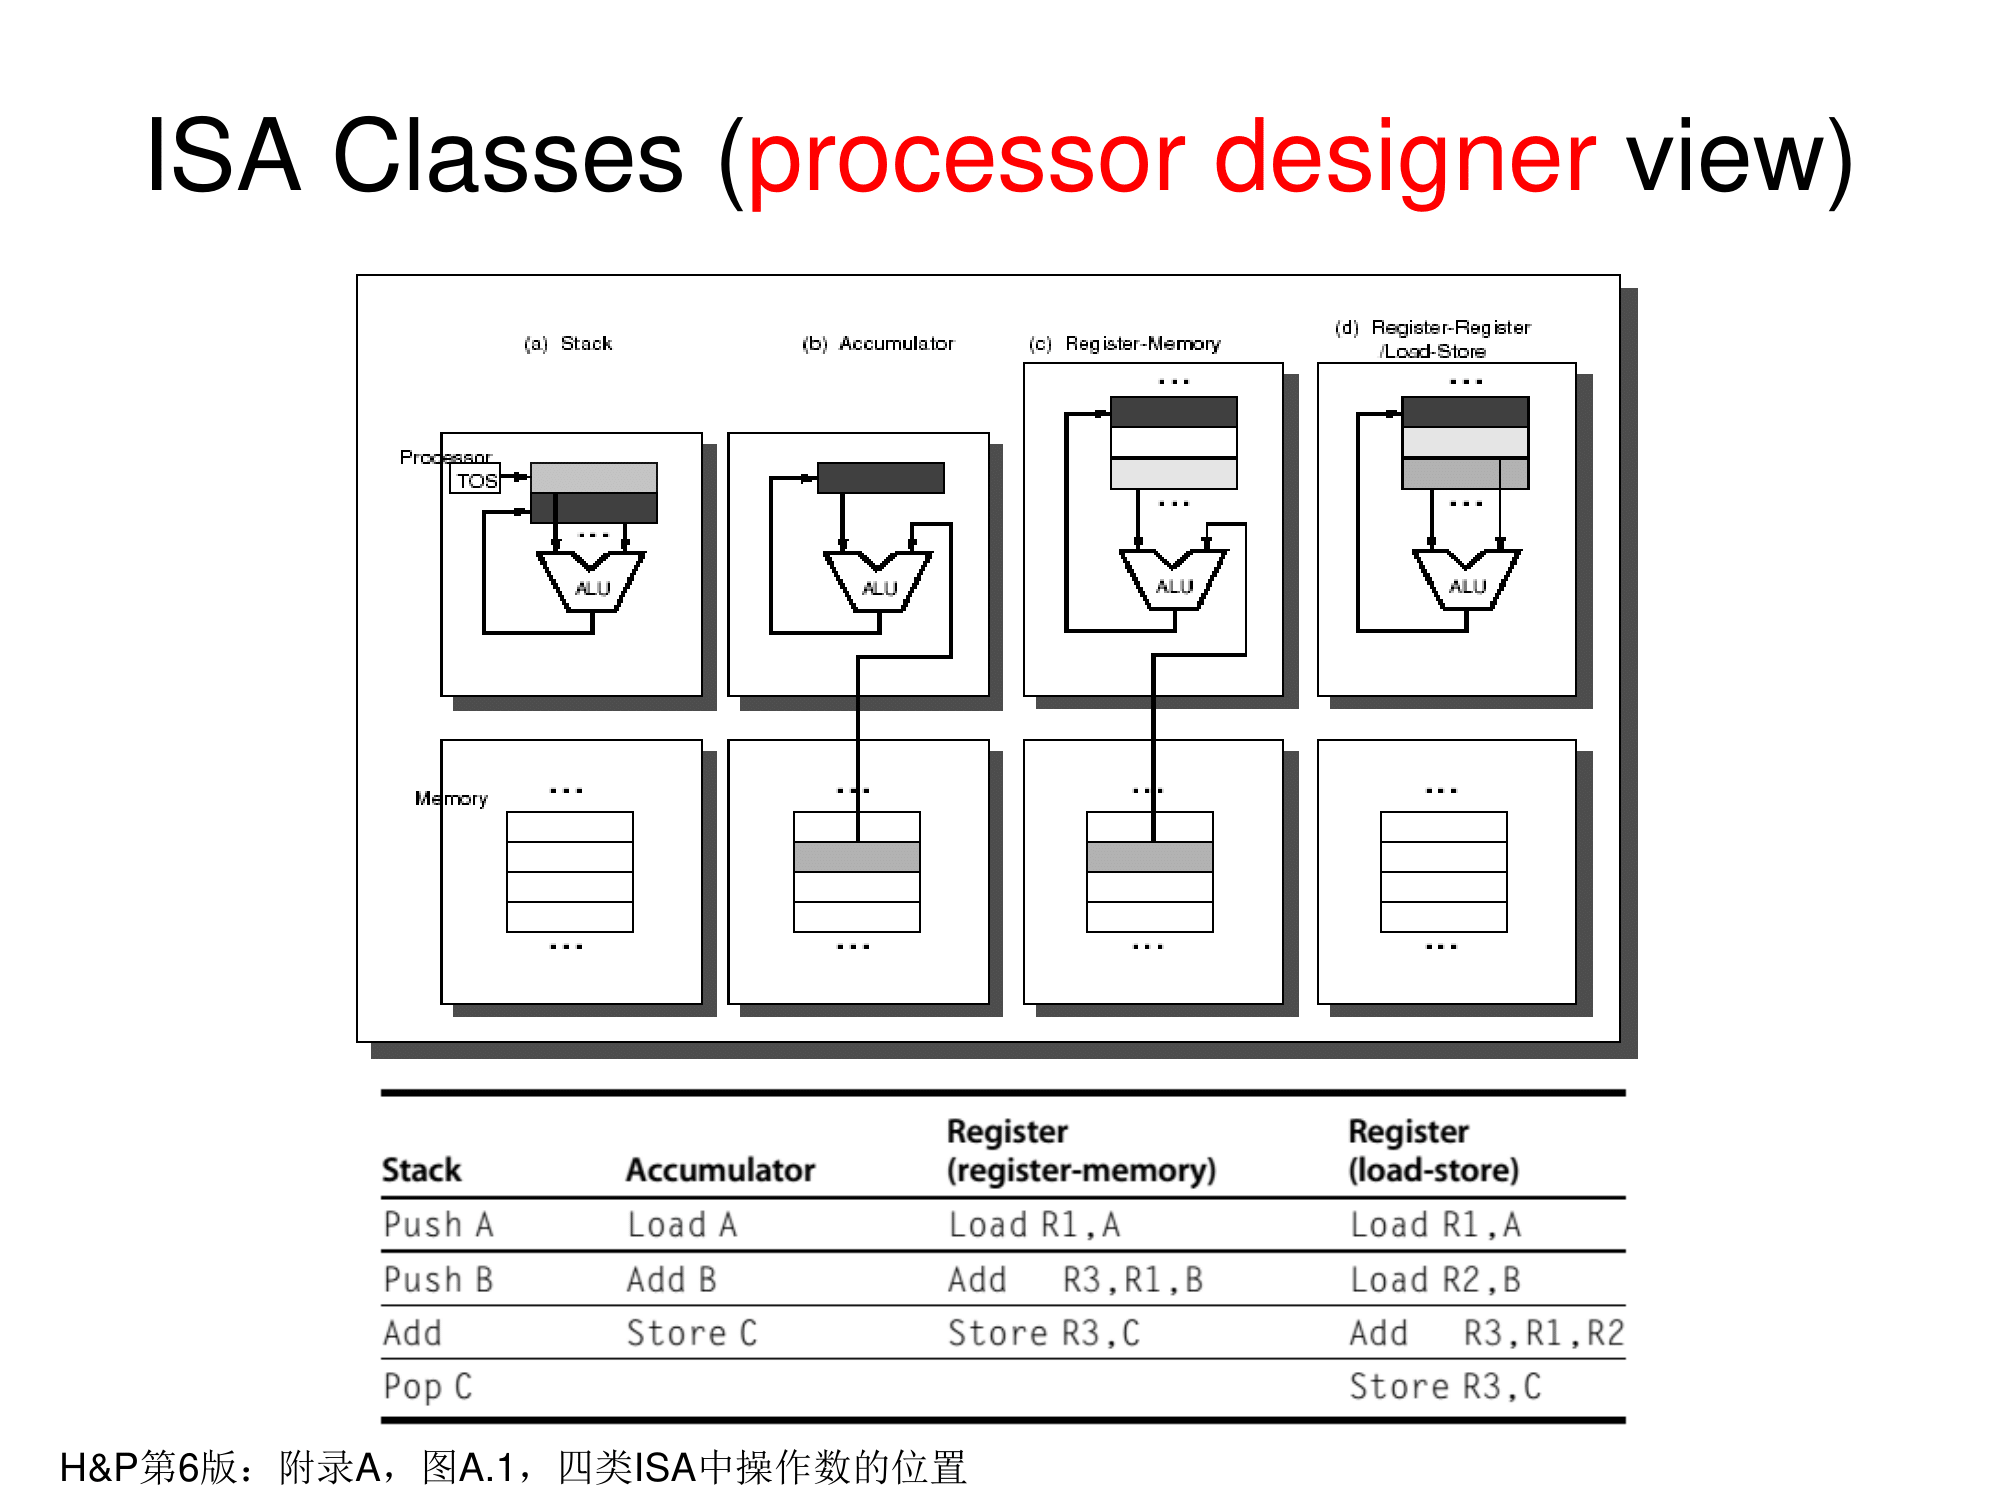 ISA Classes (processor designer view)
(a) Stack
(b) Accumulator
(c) Register-Memory
(d) Register-Register
/Load-Store
Processor
TOS
...
ALU
ALU
...
...
ALU
...
...
ALU
Memory
...
...
...
...
...
...
...
...
Stack Accumulator Register (register-memory) Register (load-store)
Push A Load A Load R1,A Load R1,A
Push B Add B Add R3,R1,B Load R2,B
Add Store C Store R3,C Add R3,R1,R2
Pop C Store R3,C
H&P第6版：附录A，图A.1，四类ISA中操作数的位置